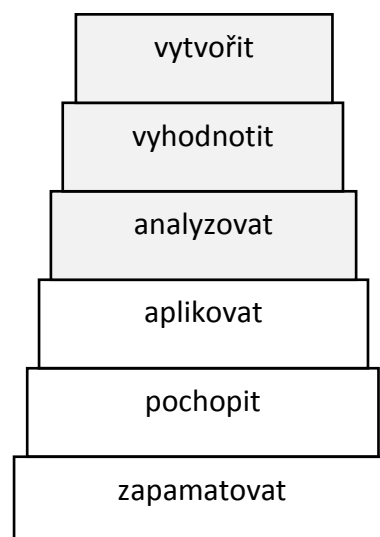 vytvořit
vyhodnotit
analyzovat
aplikovat
pochopit
zapamatovat